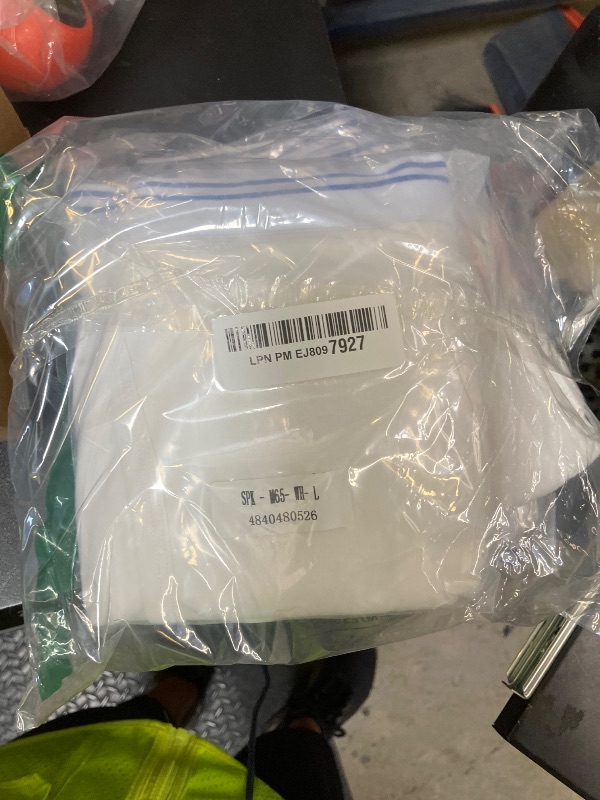 LPN PM EJ8097927
SPK - M65- WH- L
4840480526